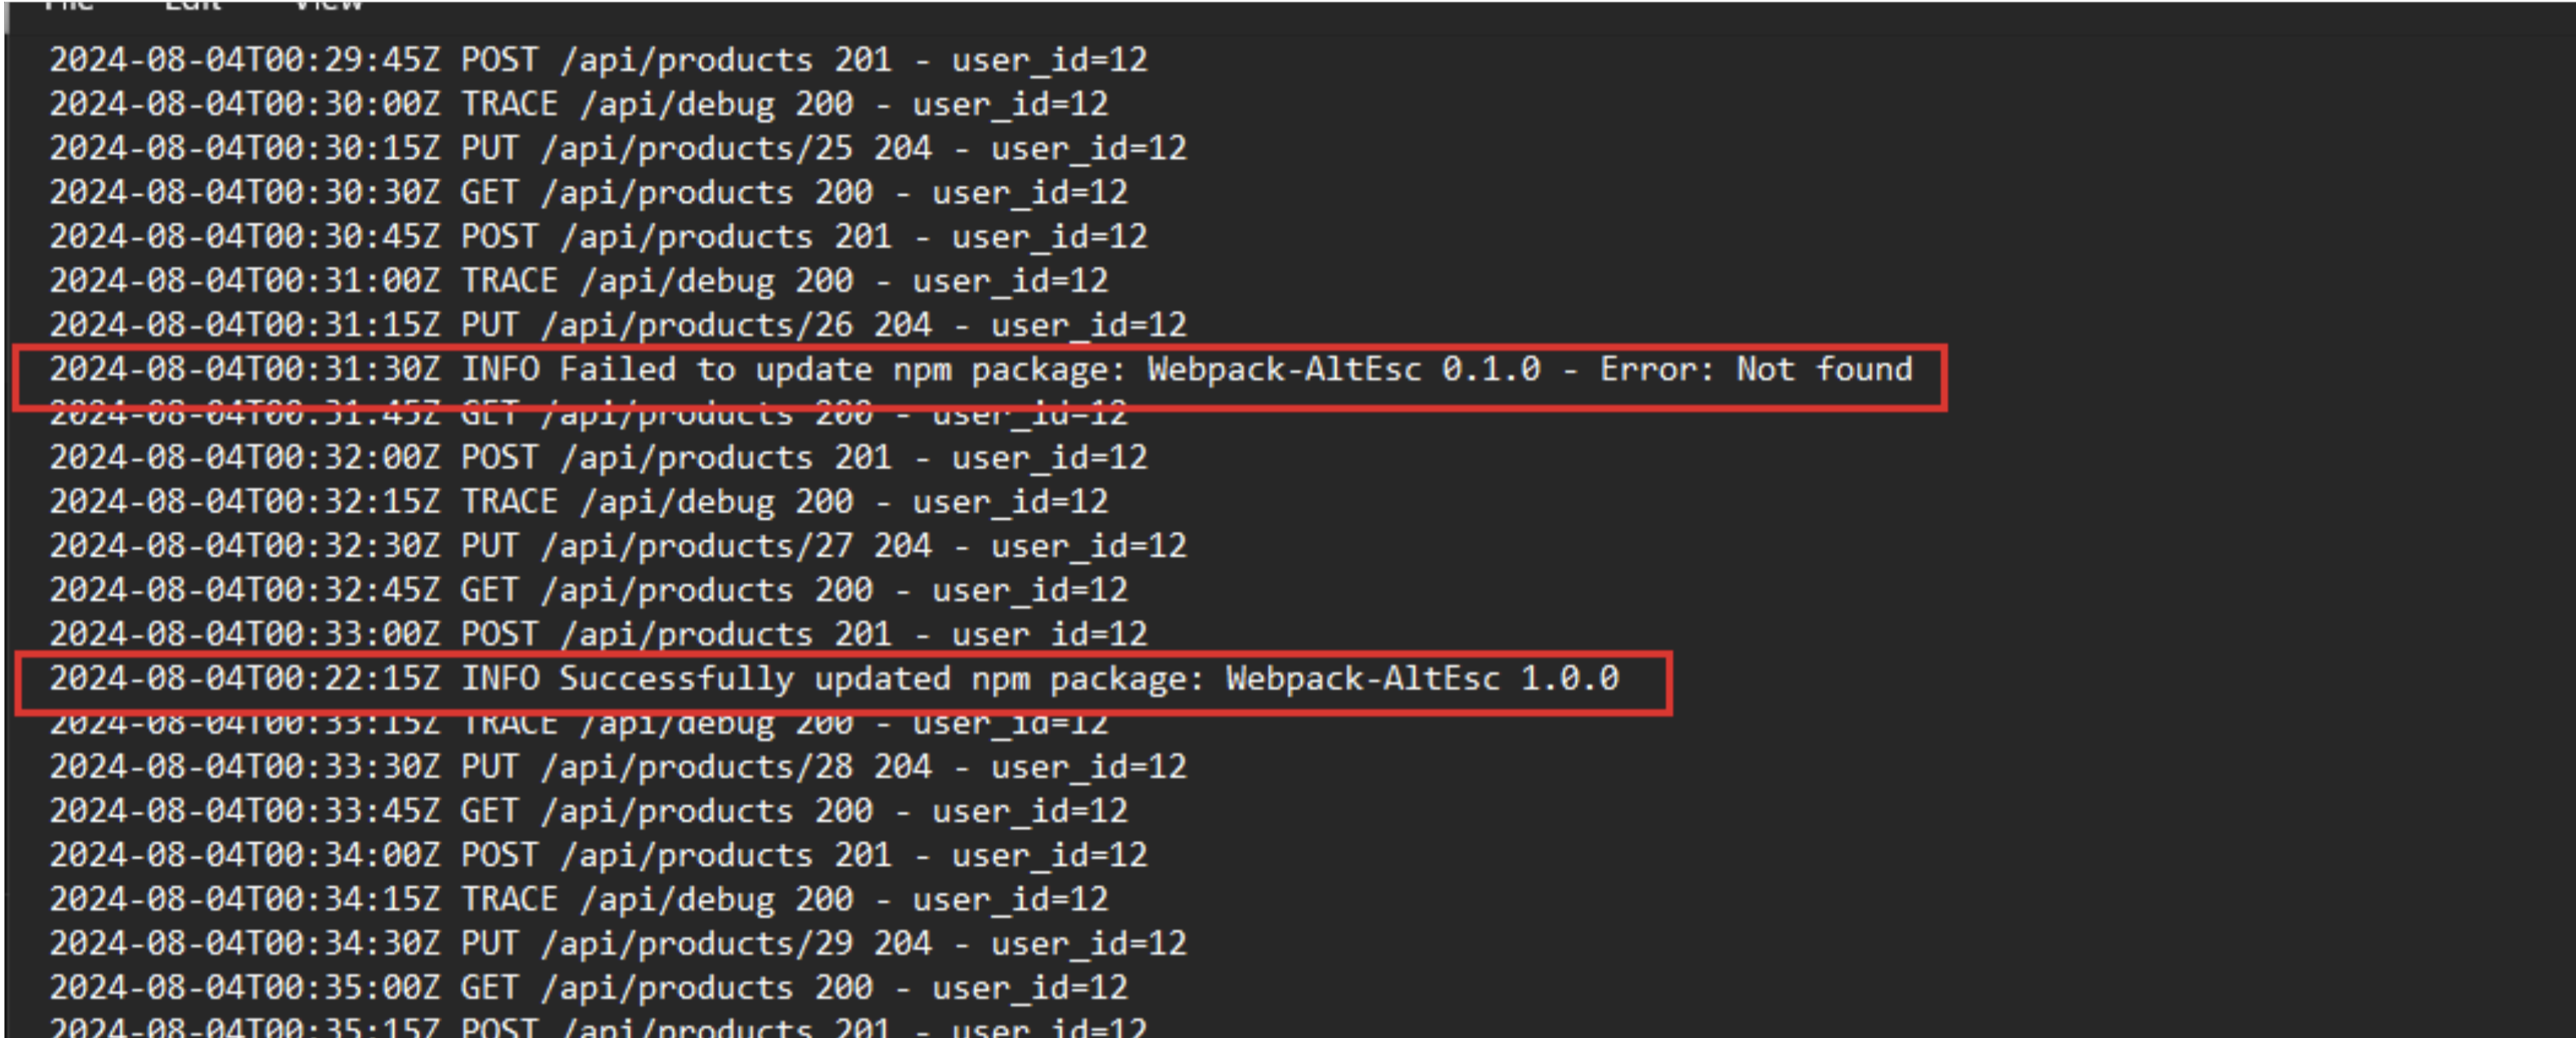 File Edit View
2024-08-04T00:29:45Z POST /api/products 201 - user_id=12
2024-08-04T00:30:00Z TRACE /api/debug 200 - user_id=12
2024-08-04T00:30:15Z PUT /api/products/25 204 - user_id=12
2024-08-04T00:30:30Z GET /api/products 200 - user_id=12
2024-08-04T00:30:45Z POST /api/products 201 - user_id=12
2024-08-04T00:31:00Z TRACE /api/debug 200 - user_id=12
2024-08-04T00:31:15Z PUT /api/products/26 204 - user_id=12
2024-08-04T00:31:30Z INFO Failed to update npm package: Webpack-AltEsc 0.1.0 - Error: Not found
2024-08-04T00:31:45Z GET /api/products 200 - user_id=12
2024-08-04T00:32:00Z POST /api/products 201 - user_id=12
2024-08-04T00:32:15Z TRACE /api/debug 200 - user_id=12
2024-08-04T00:32:30Z PUT /api/products/27 204 - user_id=12
2024-08-04T00:32:45Z GET /api/products 200 - user_id=12
2024-08-04T00:33:00Z POST /api/products 201 - user_id=12
2024-08-04T00:22:15Z INFO Successfully updated npm package: Webpack-AltEsc 1.0.0
2024-08-04T00:33:15Z TRACE /api/debug 200 - user_id=12
2024-08-04T00:33:30Z PUT /api/products/28 204 - user_id=12
2024-08-04T00:33:45Z GET /api/products 200 - user_id=12
2024-08-04T00:34:00Z POST /api/products 201 - user_id=12
2024-08-04T00:34:15Z TRACE /api/debug 200 - user_id=12
2024-08-04T00:34:30Z PUT /api/products/29 204 - user_id=12
2024-08-04T00:35:00Z GET /api/products 200 - user_id=12
2024-08-04T00:35:15Z POST /api/products 201 - user_id=12